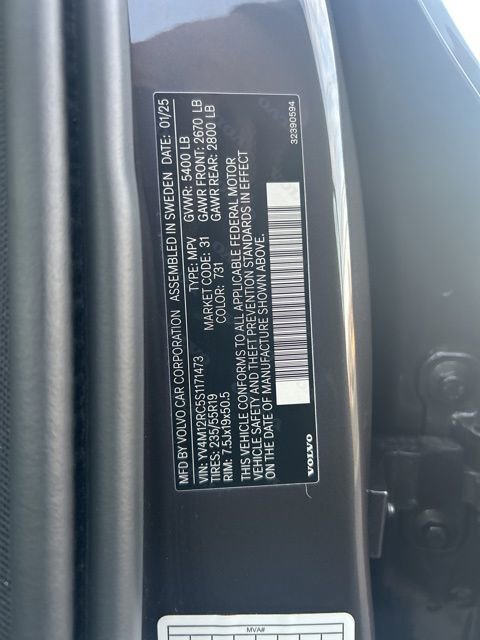 MFD BY VOLVO CAR CORPORATION ASSEMBLED IN SWEDEN DATE: 01/25
VIN: YV4M12RC5S1171473 TYPE: MPV GVWR: 5400 LB
TIRES: 235/55R19 MARKET CODE: 31 GAWR FRONT: 2670 LB
RIM: 7.5Jx19x50.5 COLOR: 731 GAWR REAR: 2800 LB
THIS VEHICLE CONFORMS TO ALL APPLICABLE FEDERAL MOTOR
VEHICLE SAFETY AND THEFT PREVENTION STANDARDS IN EFFECT
ON THE DATE OF MANUFACTURE SHOWN ABOVE.
VOLVO
32390594
MVA#